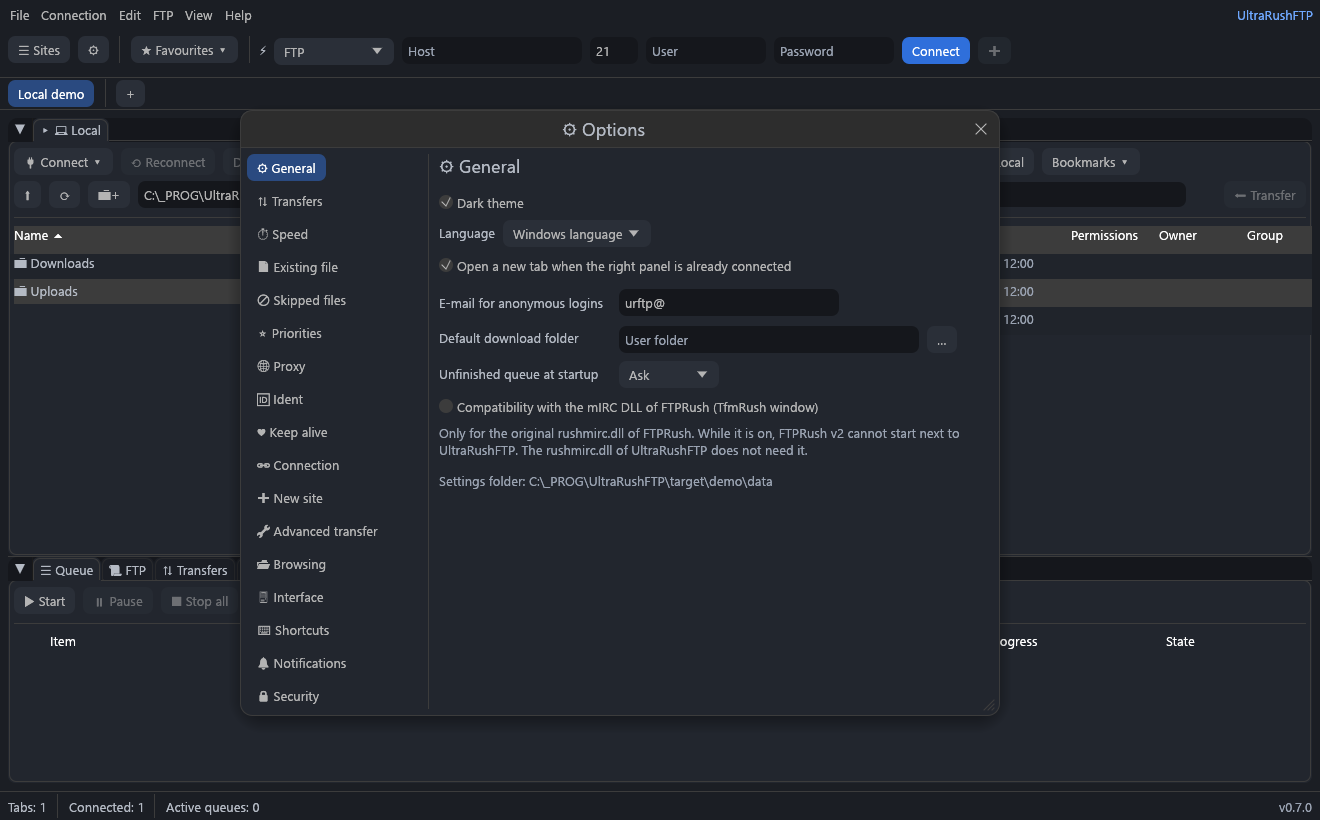 File Connection Edit FTP View Help UltraRushFTP
Sites Favourites FTP Host 21 User Password Connect +
Local demo +
Local
Connect Reconnect D ocal Bookmarks
C:\_PROG\UltraR Transfer
Name Permissions Owner Group
Downloads 12:00
Uploads 12:00
12:00
Options
General
Transfers
Speed
Existing file
Skipped files
Priorities
Proxy
Ident
Keep alive
Connection
New site
Advanced transfer
Browsing
Interface
Shortcuts
Notifications
Security
General
Dark theme
Language Windows language
Open a new tab when the right panel is already connected
E-mail for anonymous logins urftp@
Default download folder User folder ...
Unfinished queue at startup Ask
Compatibility with the mIRC DLL of FTPRush (TfmRush window)
Only for the original rushmirc.dll of FTPRush. While it is on, FTPRush v2 cannot start next to
UltraRushFTP. The rushmirc.dll of UltraRushFTP does not need it.
Settings folder: C:\_PROG\UltraRushFTP\target\demo\data
Queue FTP Transfers
Start Pause Stop all
Item ogress State
Tabs: 1 Connected: 1 Active queues: 0 v0.7.0